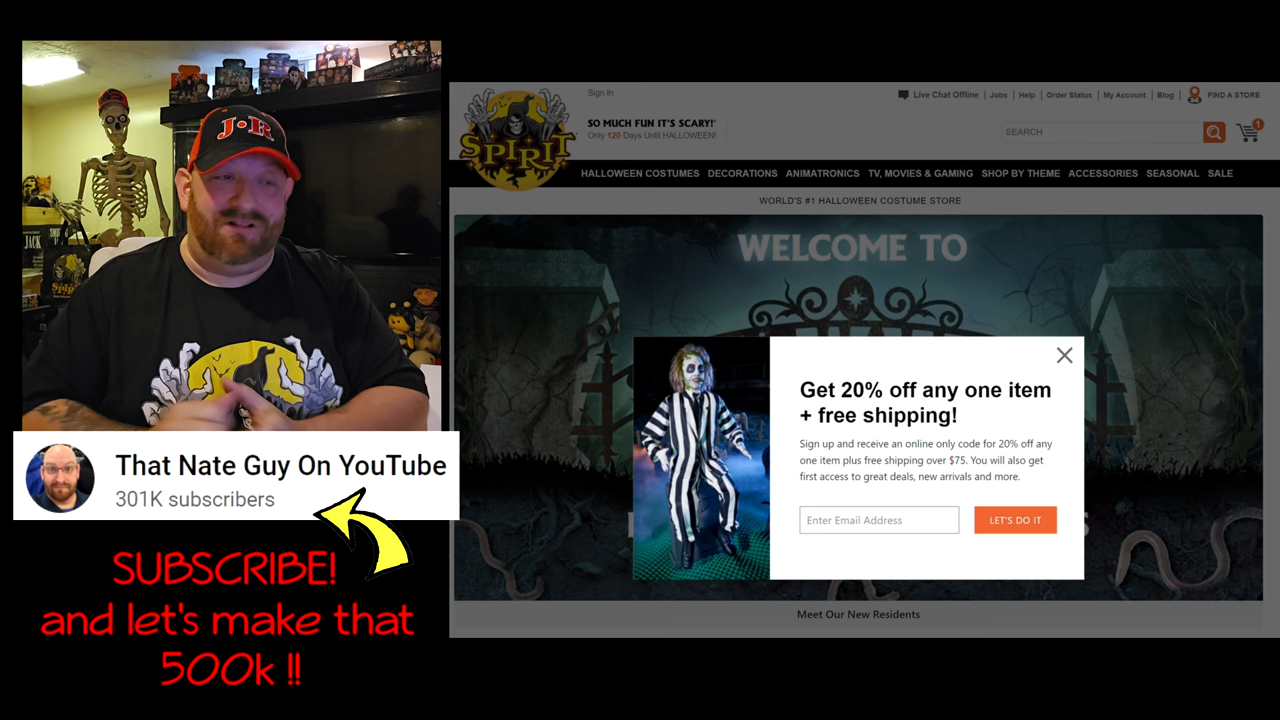 J·R
JACK
SPIRIT
That Nate Guy On YouTube
301K subscribers
SUBSCRIBE!
and let's make that
500k !!
Sign In
Live Chat Offline | Jobs | Help | Order Status | My Account | Blog | FIND A STORE
SPIRIT
SO MUCH FUN IT'S SCARY!®
Only 120 Days Until HALLOWEEN!
SEARCH
1
HALLOWEEN COSTUMES DECORATIONS ANIMATRONICS TV, MOVIES & GAMING SHOP BY THEME ACCESSORIES SEASONAL SALE
WORLD'S #1 HALLOWEEN COSTUME STORE
WELCOME TO
Get 20% off any one item
+ free shipping!
Sign up and receive an online only code for 20% off any
one item plus free shipping over $75. You will also get
first access to great deals, new arrivals and more.
Enter Email Address
LET'S DO IT
Meet Our New Residents